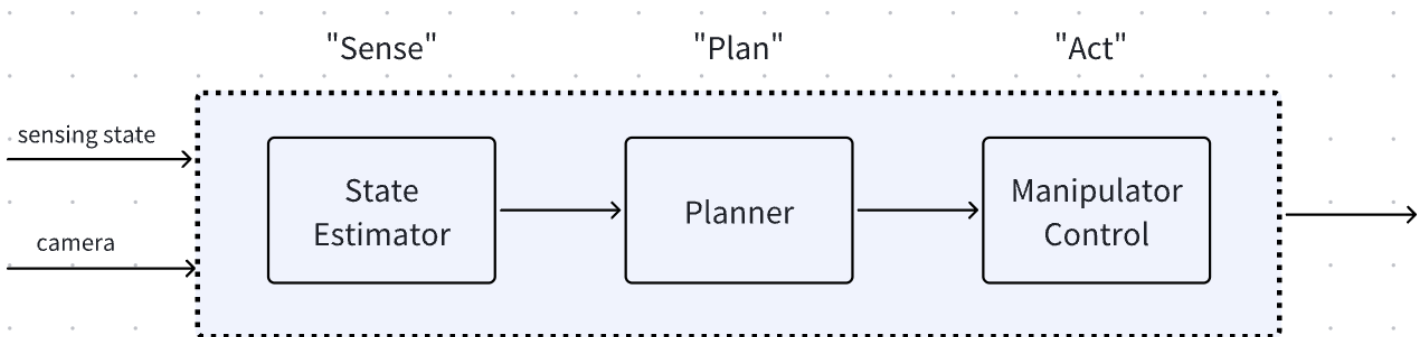 "Sense"
"Plan"
"Act"
sensing state
camera
State
Estimator
Planner
Manipulator
Control